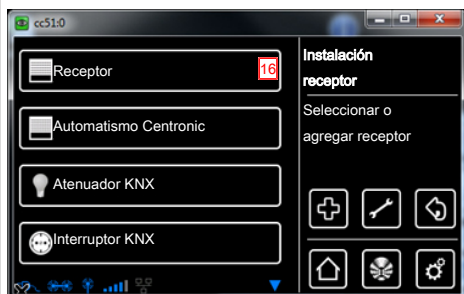 cc51:0
Receptor
16
Automatismo Centronic
Atenuador KNX
Interruptor KNX
Instalación
receptor
Seleccionar o
agregar receptor